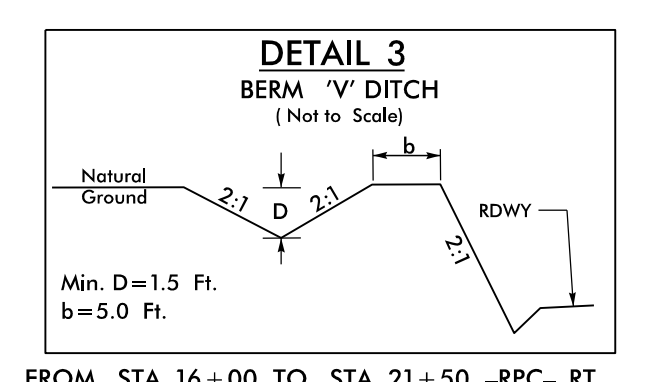 DETAIL 3
BERM 'V' DITCH
( Not to Scale)
b
Natural
Ground
2:1
D
2:1
2:1
RDWY
Min. D=1.5 Ft.
b=5.0 Ft.
FROM STA 16+00 TO STA 21+50 -RPC- RT